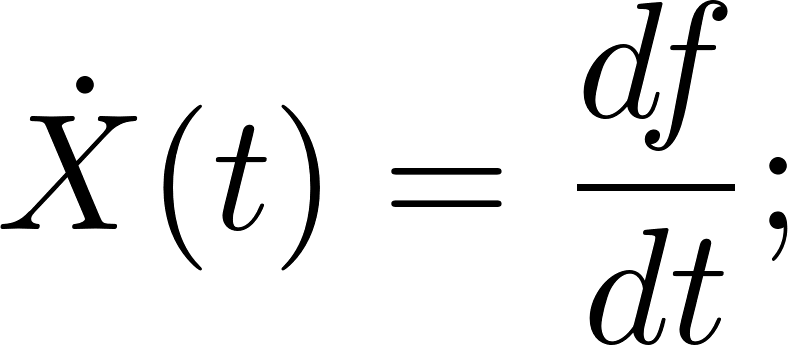 Ẋ(t) = df/dt;